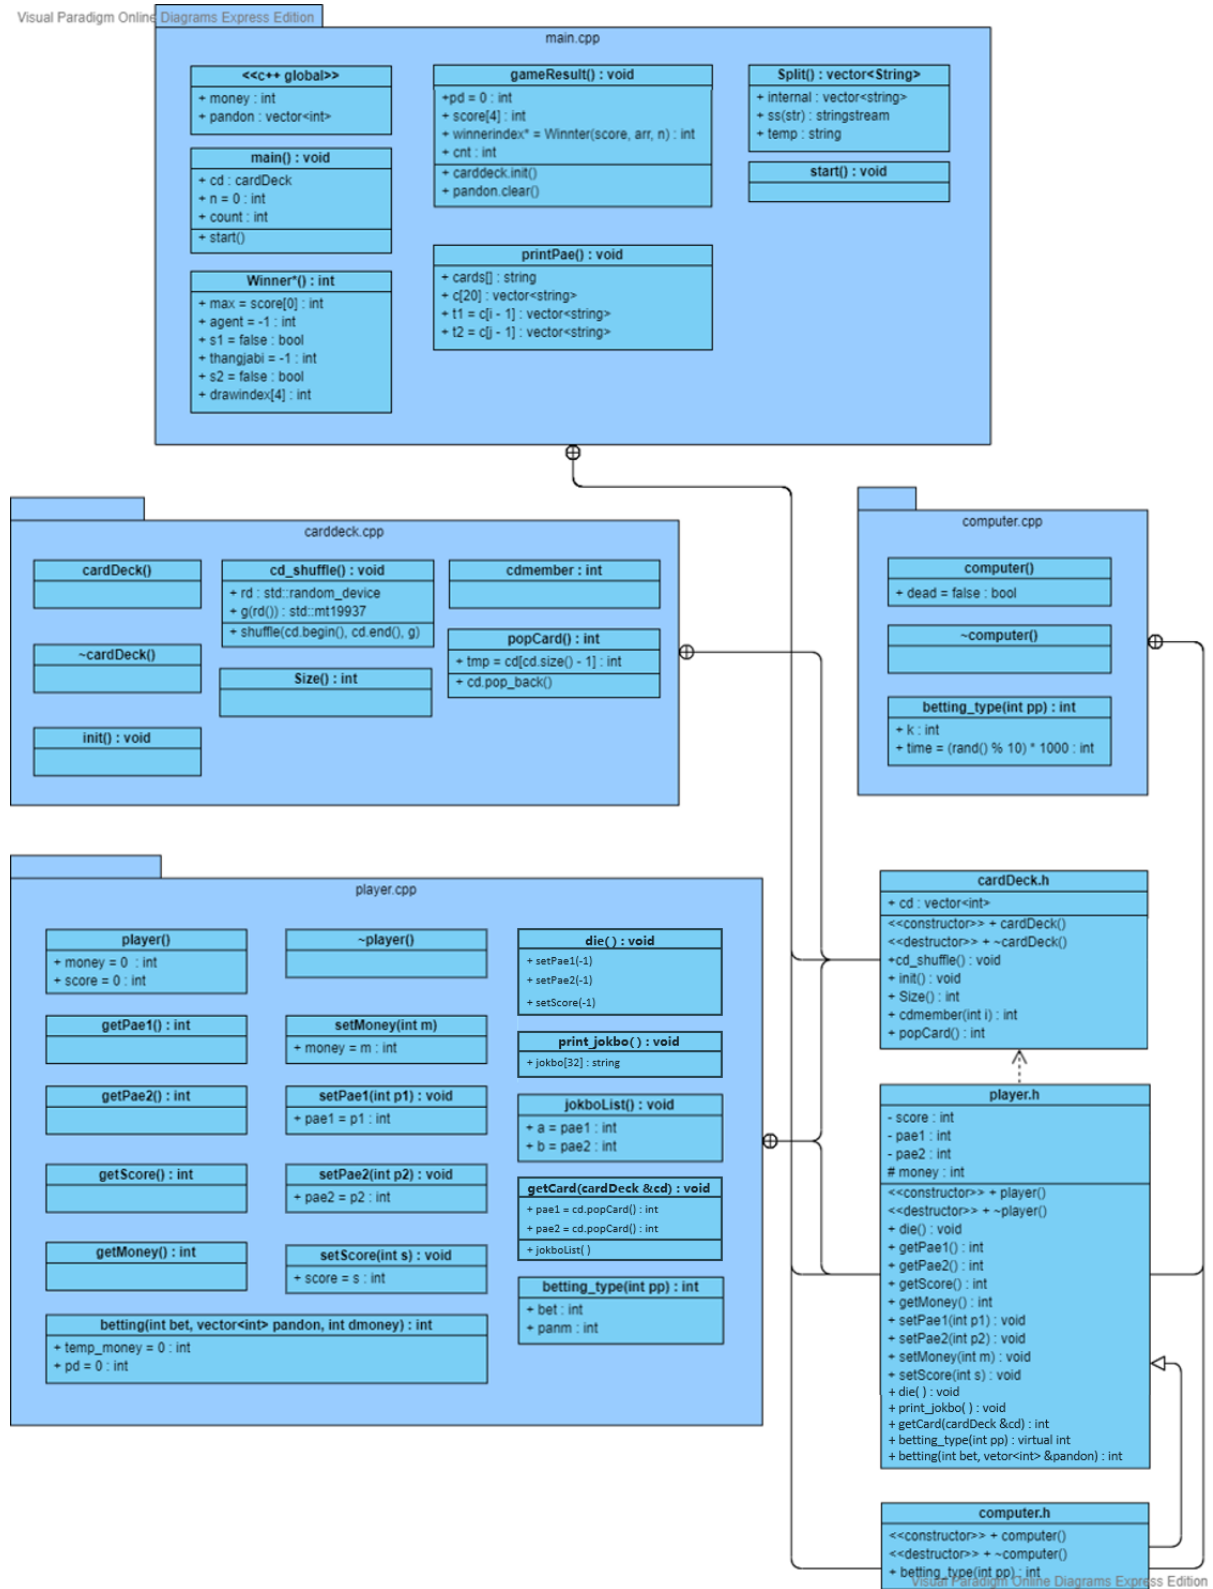 Visual Paradigm Online Diagrams Express Edition
main.cpp
<<c++ global>>
+ money : int
+ pandon : vector<int>
main() : void
+ cd : cardDeck
+ n = 0 : int
+ count : int
+ start()
Winner*() : int
+ max = score[0] : int
+ agent = -1 : int
+ s1 = false : bool
+ thangjabi = -1 : int
+ s2 = false : bool
+ drawindex[4] : int
gameResult() : void
+pd = 0 : int
+ score[4] : int
+ winnerindex* = Winnter(score, arr, n) : int
+ cnt : int
+ carddeck.init()
+ pandon.clear()
printPae() : void
+ cards[] : string
+ c[20] : vector<string>
+ t1 = c[i - 1] : vector<string>
+ t2 = c[j - 1] : vector<string>
Split() : vector<String>
+ internal : vector<string>
+ ss(str) : stringstream
+ temp : string
start() : void
carddeck.cpp
cardDeck()
~cardDeck()
init() : void
cd_shuffle() : void
+ rd : std::random_device
+ g(rd()) : std::mt19937
+ shuffle(cd.begin(), cd.end(), g)
Size() : int
cdmember : int
popCard() : int
+ tmp = cd[cd.size() - 1] : int
+ cd.pop_back()
computer.cpp
computer()
+ dead = false : bool
~computer()
betting_type(int pp) : int
+ k : int
+ time = (rand() % 10) * 1000 : int
player.cpp
player()
+ money = 0 : int
+ score = 0 : int
getPae1() : int
getPae2() : int
getScore() : int
getMoney() : int
~player()
setMoney(int m)
+ money = m : int
setPae1(int p1) : void
+ pae1 = p1 : int
setPae2(int p2) : void
+ pae2 = p2 : int
setScore(int s) : void
+ score = s : int
betting(int bet, vector<int> pandon, int dmoney) : int
+ temp_money = 0 : int
+ pd = 0 : int
die( ) : void
+ setPae1(-1)
+ setPae2(-1)
+ setScore(-1)
print_jokbo( ) : void
+ jokbo[32] : string
jokboList() : void
+ a = pae1 : int
+ b = pae2 : int
getCard(cardDeck &cd) : void
+ pae1 = cd.popCard() : int
+ pae2 = cd.popCard() : int
+ jokboList( )
betting_type(int pp) : int
+ bet : int
+ panm : int
cardDeck.h
+ cd : vector<int>
<<constructor>> + cardDeck()
<<destructor>> + ~cardDeck()
+cd_shuffle() : void
+ init() : void
+ Size() : int
+ cdmember(int i) : int
+ popCard() : int
player.h
- score : int
- pae1 : int
- pae2 : int
# money : int
<<constructor>> + player()
<<destructor>> + ~player()
+ die() : void
+ getPae1() : int
+ getPae2() : int
+ getScore() : int
+ getMoney() : int
+ setPae1(int p1) : void
+ setPae2(int p2) : void
+ setMoney(int m) : void
+ setScore(int s) : void
+ die( ) : void
+ print_jokbo( ) : void
+ getCard(cardDeck &cd) : int
+ betting_type(int pp) : virtual int
+ betting(int bet, vetor<int> &pandon) : int
computer.h
<<constructor>> + computer()
<<destructor>> + ~computer()
+ betting_type(int pp) : int
Visual Paradigm Online Diagrams Express Edition